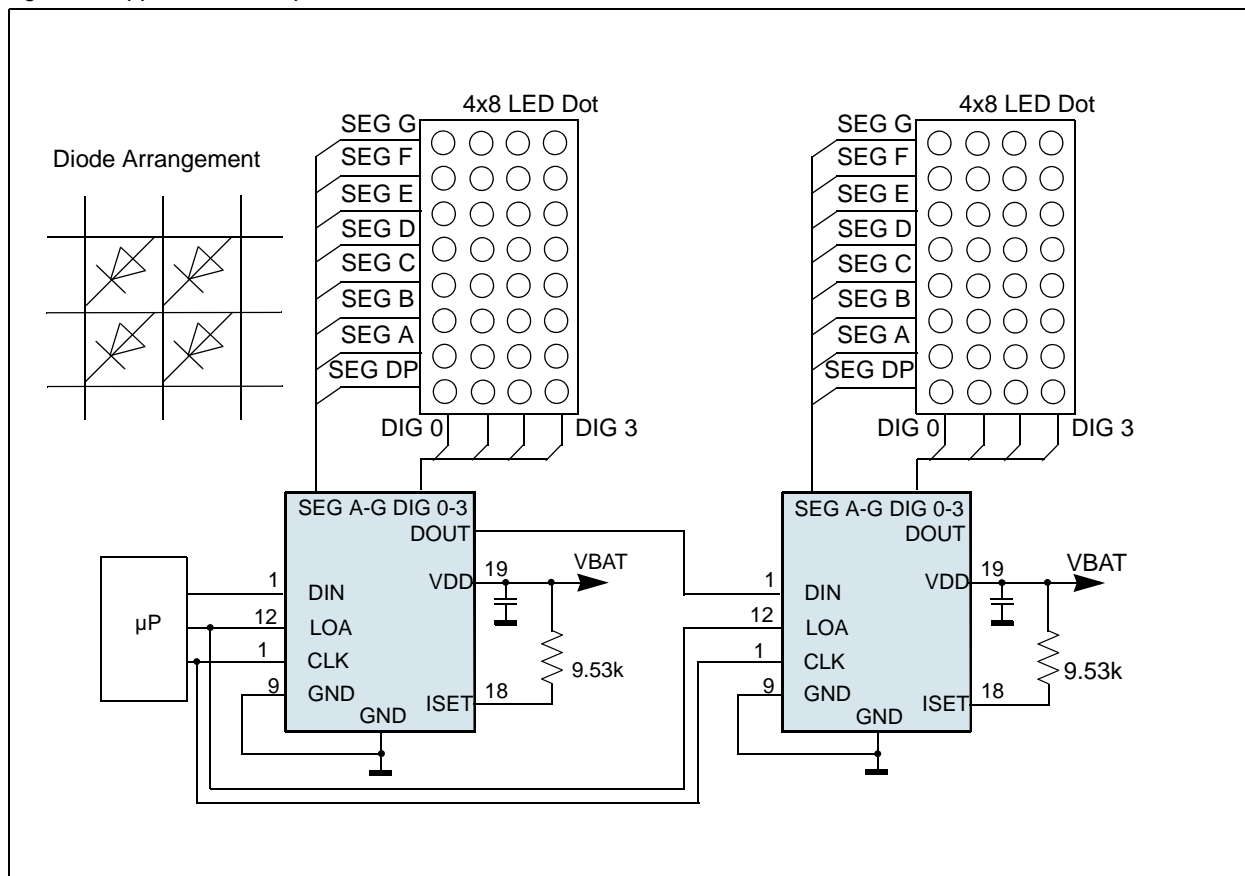 4x8 LED Dot
SEG G
SEG F
SEG E
SEG D
SEG C
SEG B
SEG A
SEG DP
DIG 0
DIG 3
Diode Arrangement
4x8 LED Dot
SEG G
SEG F
SEG E
SEG D
SEG C
SEG B
SEG A
SEG DP
DIG 0
DIG 3
µP
SEG A-G DIG 0-3
DOUT
1
DIN
12
LOA
1
CLK
9
GND
GND
VDD
19
VBAT
9.53k
ISET
18
SEG A-G DIG 0-3
DOUT
1
DIN
12
LOA
1
CLK
9
GND
GND
VDD
19
VBAT
9.53k
ISET
18